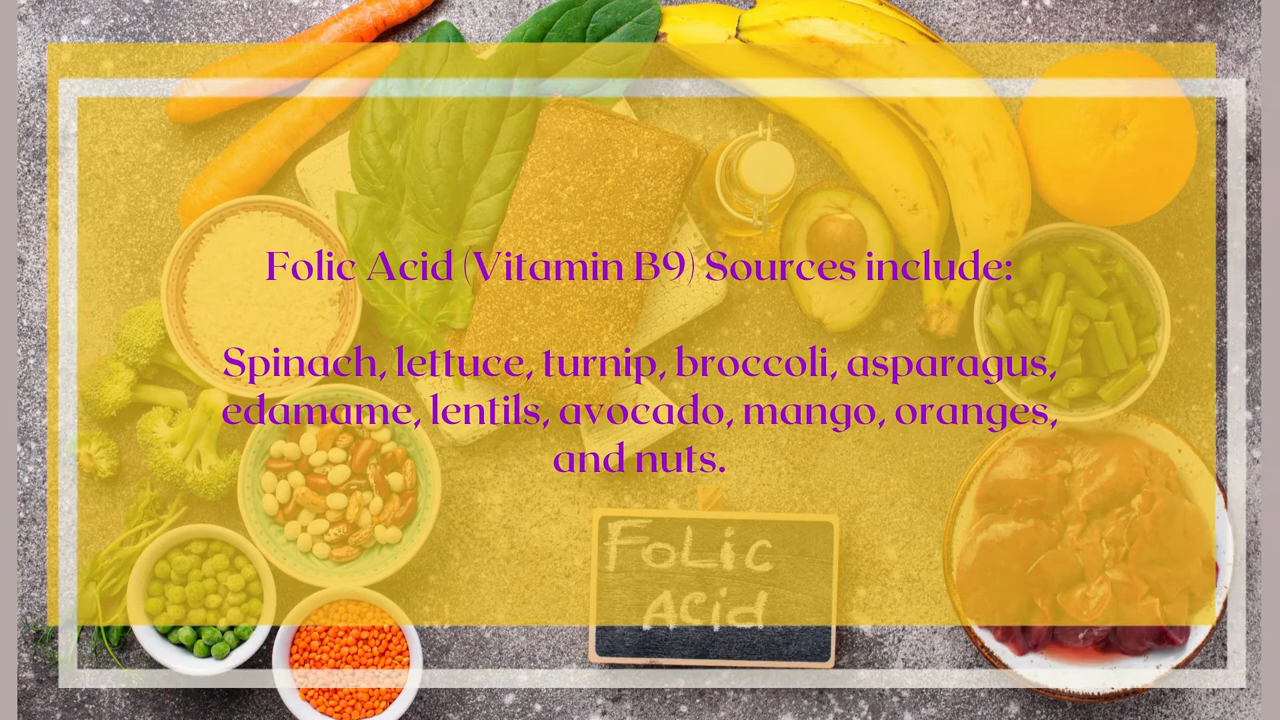 Folic Acid (Vitamin B9) Sources include:
Spinach, lettuce, turnip, broccoli, asparagus,
edamame, lentils, avocado, mango, oranges,
and nuts.
FoLic
Acid